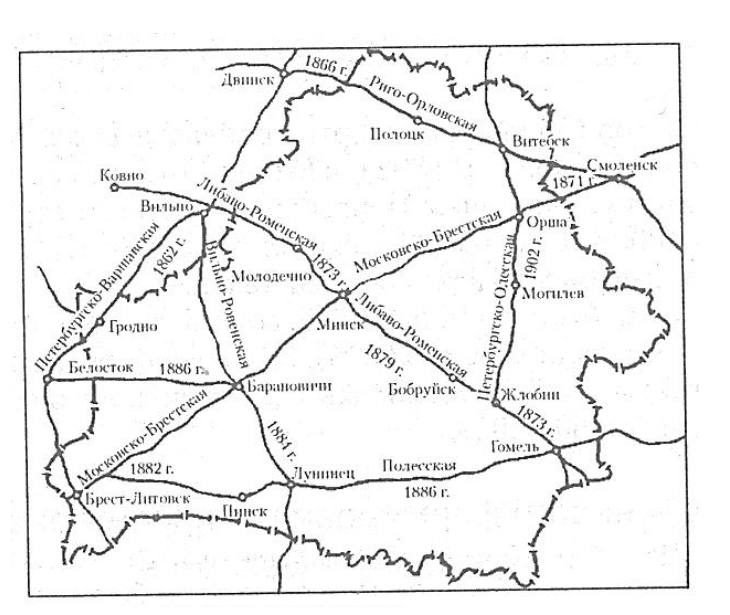 1866 г.
Двинск
Риго-Орловская
Полоцк
Витебск
Смоленск
1871 г.
Ковно
Вильно
Либаво-Роменская
Орша
Московско-Брестская
Петербургско-Варшавская
1862 г.
Вильно-Ровенская
Молодечно
1873 г.
1902 г.
Могилев
Петербургско-Одесская
Гродно
Минск
Либаво-Роменская
1879 г.
Белосток
1886 г.
Барановичи
Бобруйск
Жлобин
1873 г.
Московско-Брестская
1884 г.
Гомель
1882 г.
Лунинец
Полесская
1886 г.
Брест-Литовск
Пинск